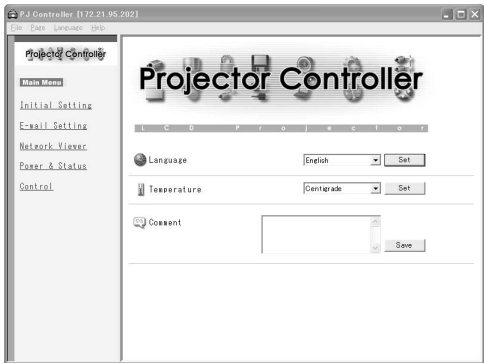 PJ Controller [172.21.95.202]
File Page Language Help
Projector Controller
Main Menu
Initial Setting
E-mail Setting
Network Viewer
Power & Status
Control
Projector Controller
L C D P r o j e c t o r
Language English Set
Temperature Centigrade Set
Comment
Save